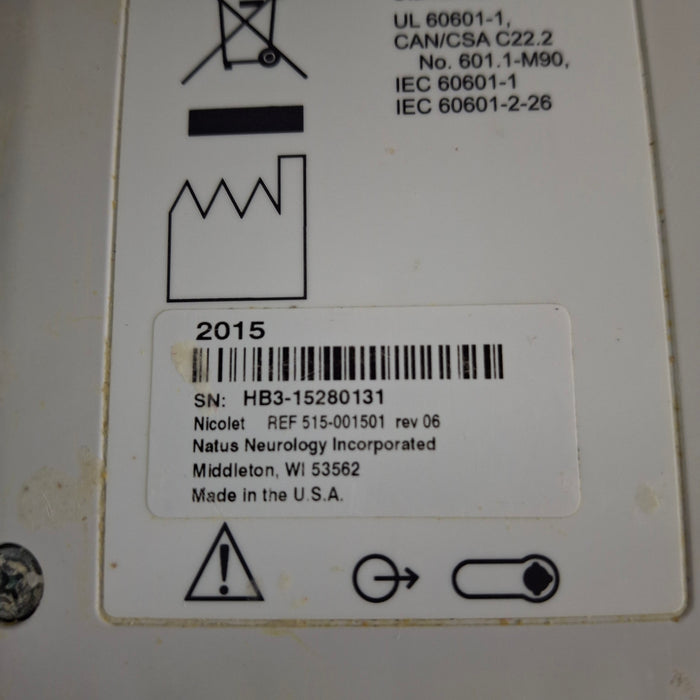 UL 60601-1,
CAN/CSA C22.2
No. 601.1-M90,
IEC 60601-1
IEC 60601-2-26
2015
SN: HB3-15280131
Nicolet REF 515-001501 rev 06
Natus Neurology Incorporated
Middleton, WI 53562
Made in the U.S.A.